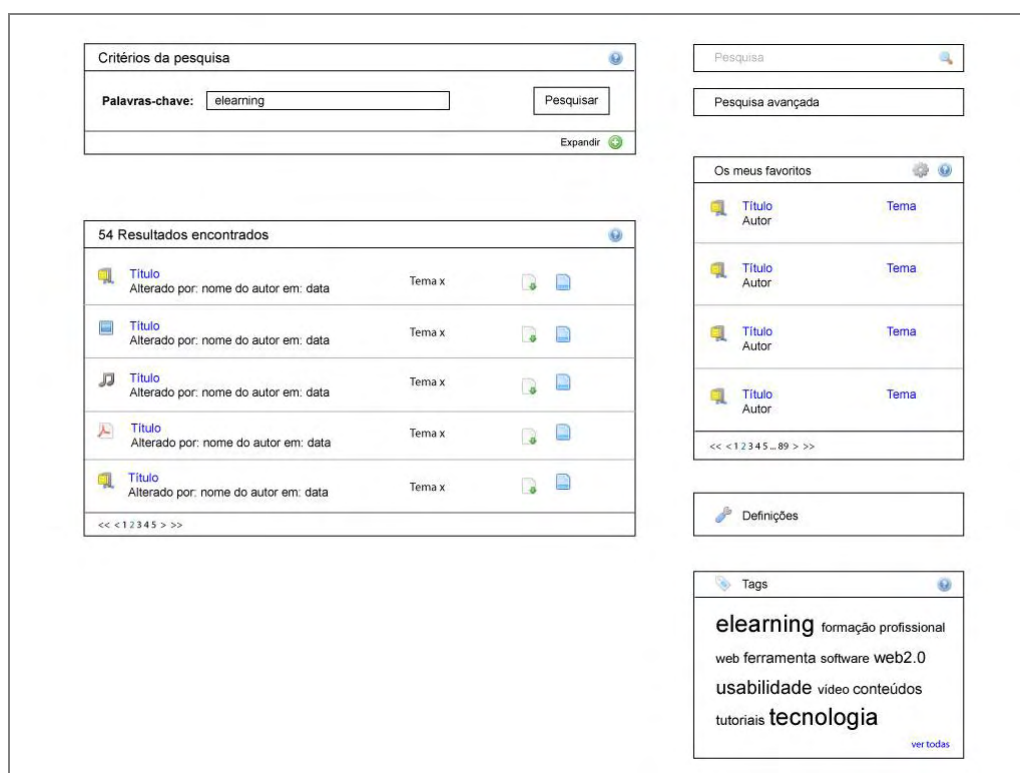 Critérios da pesquisa
Palavras-chave: elearning Pesquisar
Expandir
54 Resultados encontrados
Título
Alterado por: nome do autor em: data Tema x
Título
Alterado por: nome do autor em: data Tema x
Título
Alterado por: nome do autor em: data Tema x
Título
Alterado por: nome do autor em: data Tema x
Título
Alterado por: nome do autor em: data Tema x
<< < 1 2 3 4 5 > >>
Pesquisa
Pesquisa avançada
Os meus favoritos
Título Tema
Autor
Título Tema
Autor
Título Tema
Autor
Título Tema
Autor
<< < 1 2 3 4 5 ... 89 > >>
Definições
Tags
elearning formação profissional
web ferramenta software web2.0
usabilidade video conteúdos
tutoriais tecnologia
ver todas